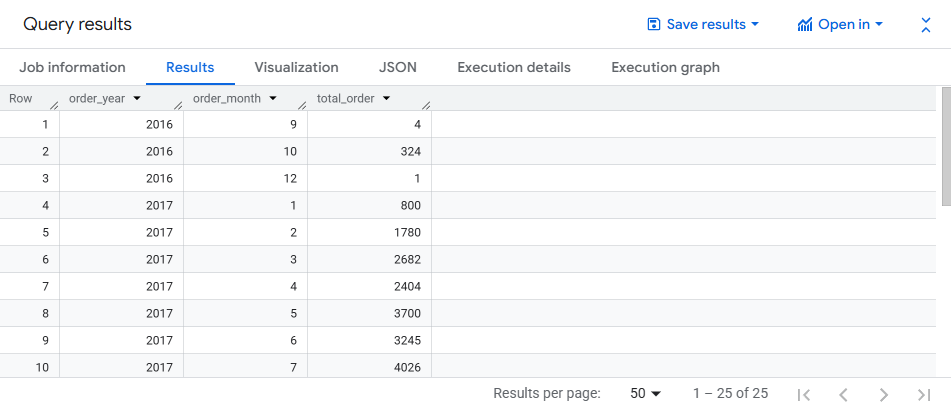 Query results Save results Open in
Job information Results Visualization JSON Execution details Execution graph
Row order_year order_month total_order
1 2016 9 4
2 2016 10 324
3 2016 12 1
4 2017 1 800
5 2017 2 1780
6 2017 3 2682
7 2017 4 2404
8 2017 5 3700
9 2017 6 3245
10 2017 7 4026
Results per page: 50 1 – 25 of 25